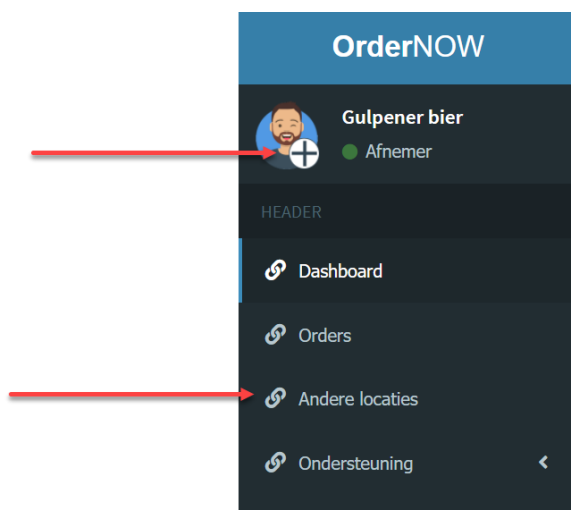 OrderNOW
Gulpener bier
Afnemer
HEADER
Dashboard
Orders
Andere locaties
Ondersteuning